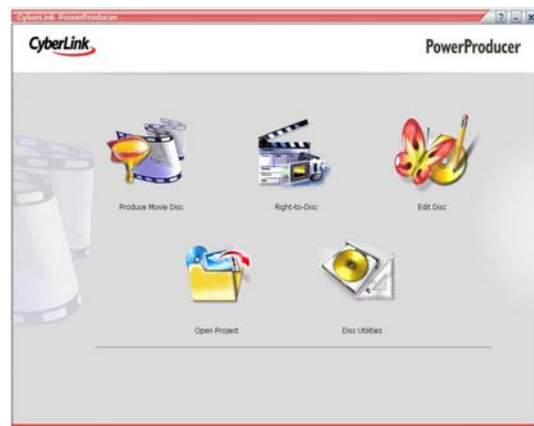 CyberLink PowerProducer
CyberLink
PowerProducer
Produce Movie Disc
Right-to-Disc
Edit Disc
Open Project
Disc Utilities